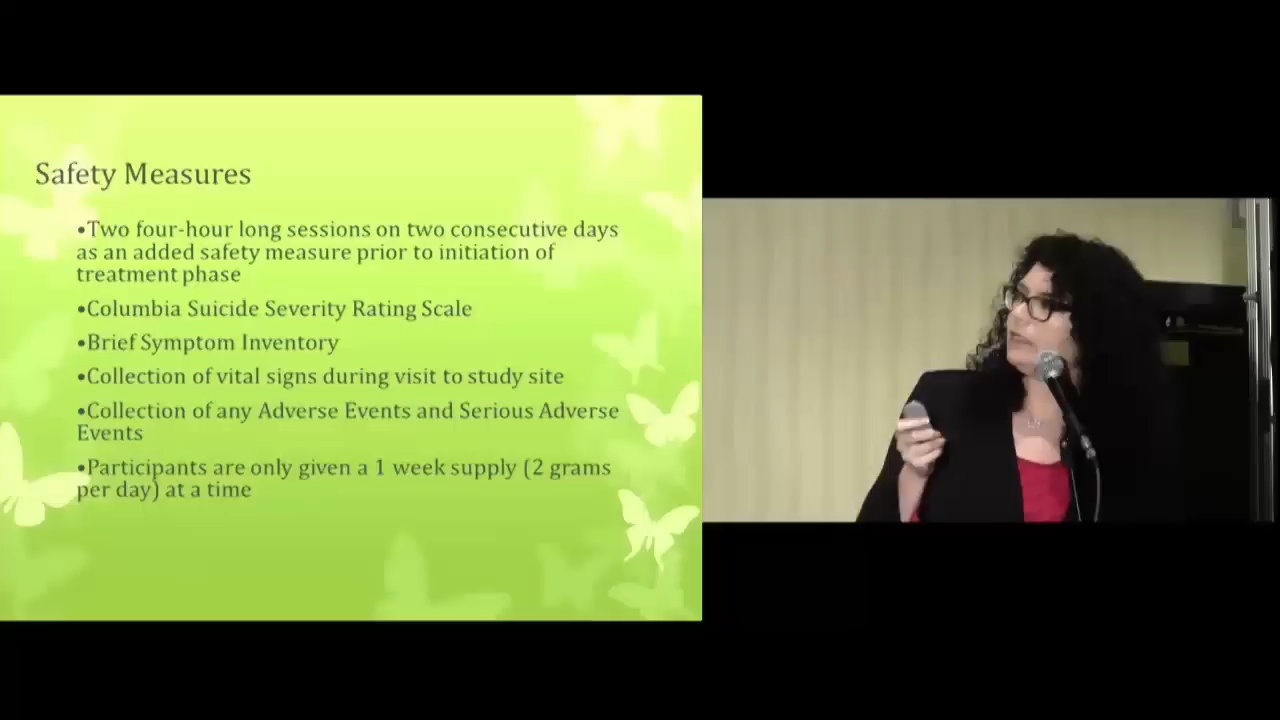 Safety Measures
•Two four-hour long sessions on two consecutive days
as an added safety measure prior to initiation of
treatment phase
•Columbia Suicide Severity Rating Scale
•Brief Symptom Inventory
•Collection of vital signs during visit to study site
•Collection of any Adverse Events and Serious Adverse
Events
•Participants are only given a 1 week supply (2 grams
per day) at a time